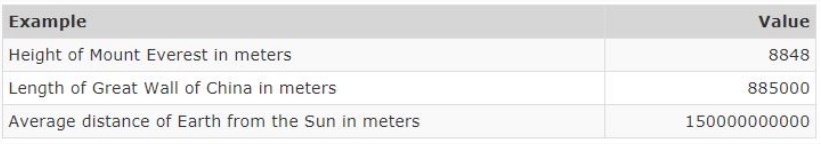 Example Value
Height of Mount Everest in meters 8848
Length of Great Wall of China in meters 885000
Average distance of Earth from the Sun in meters 150000000000